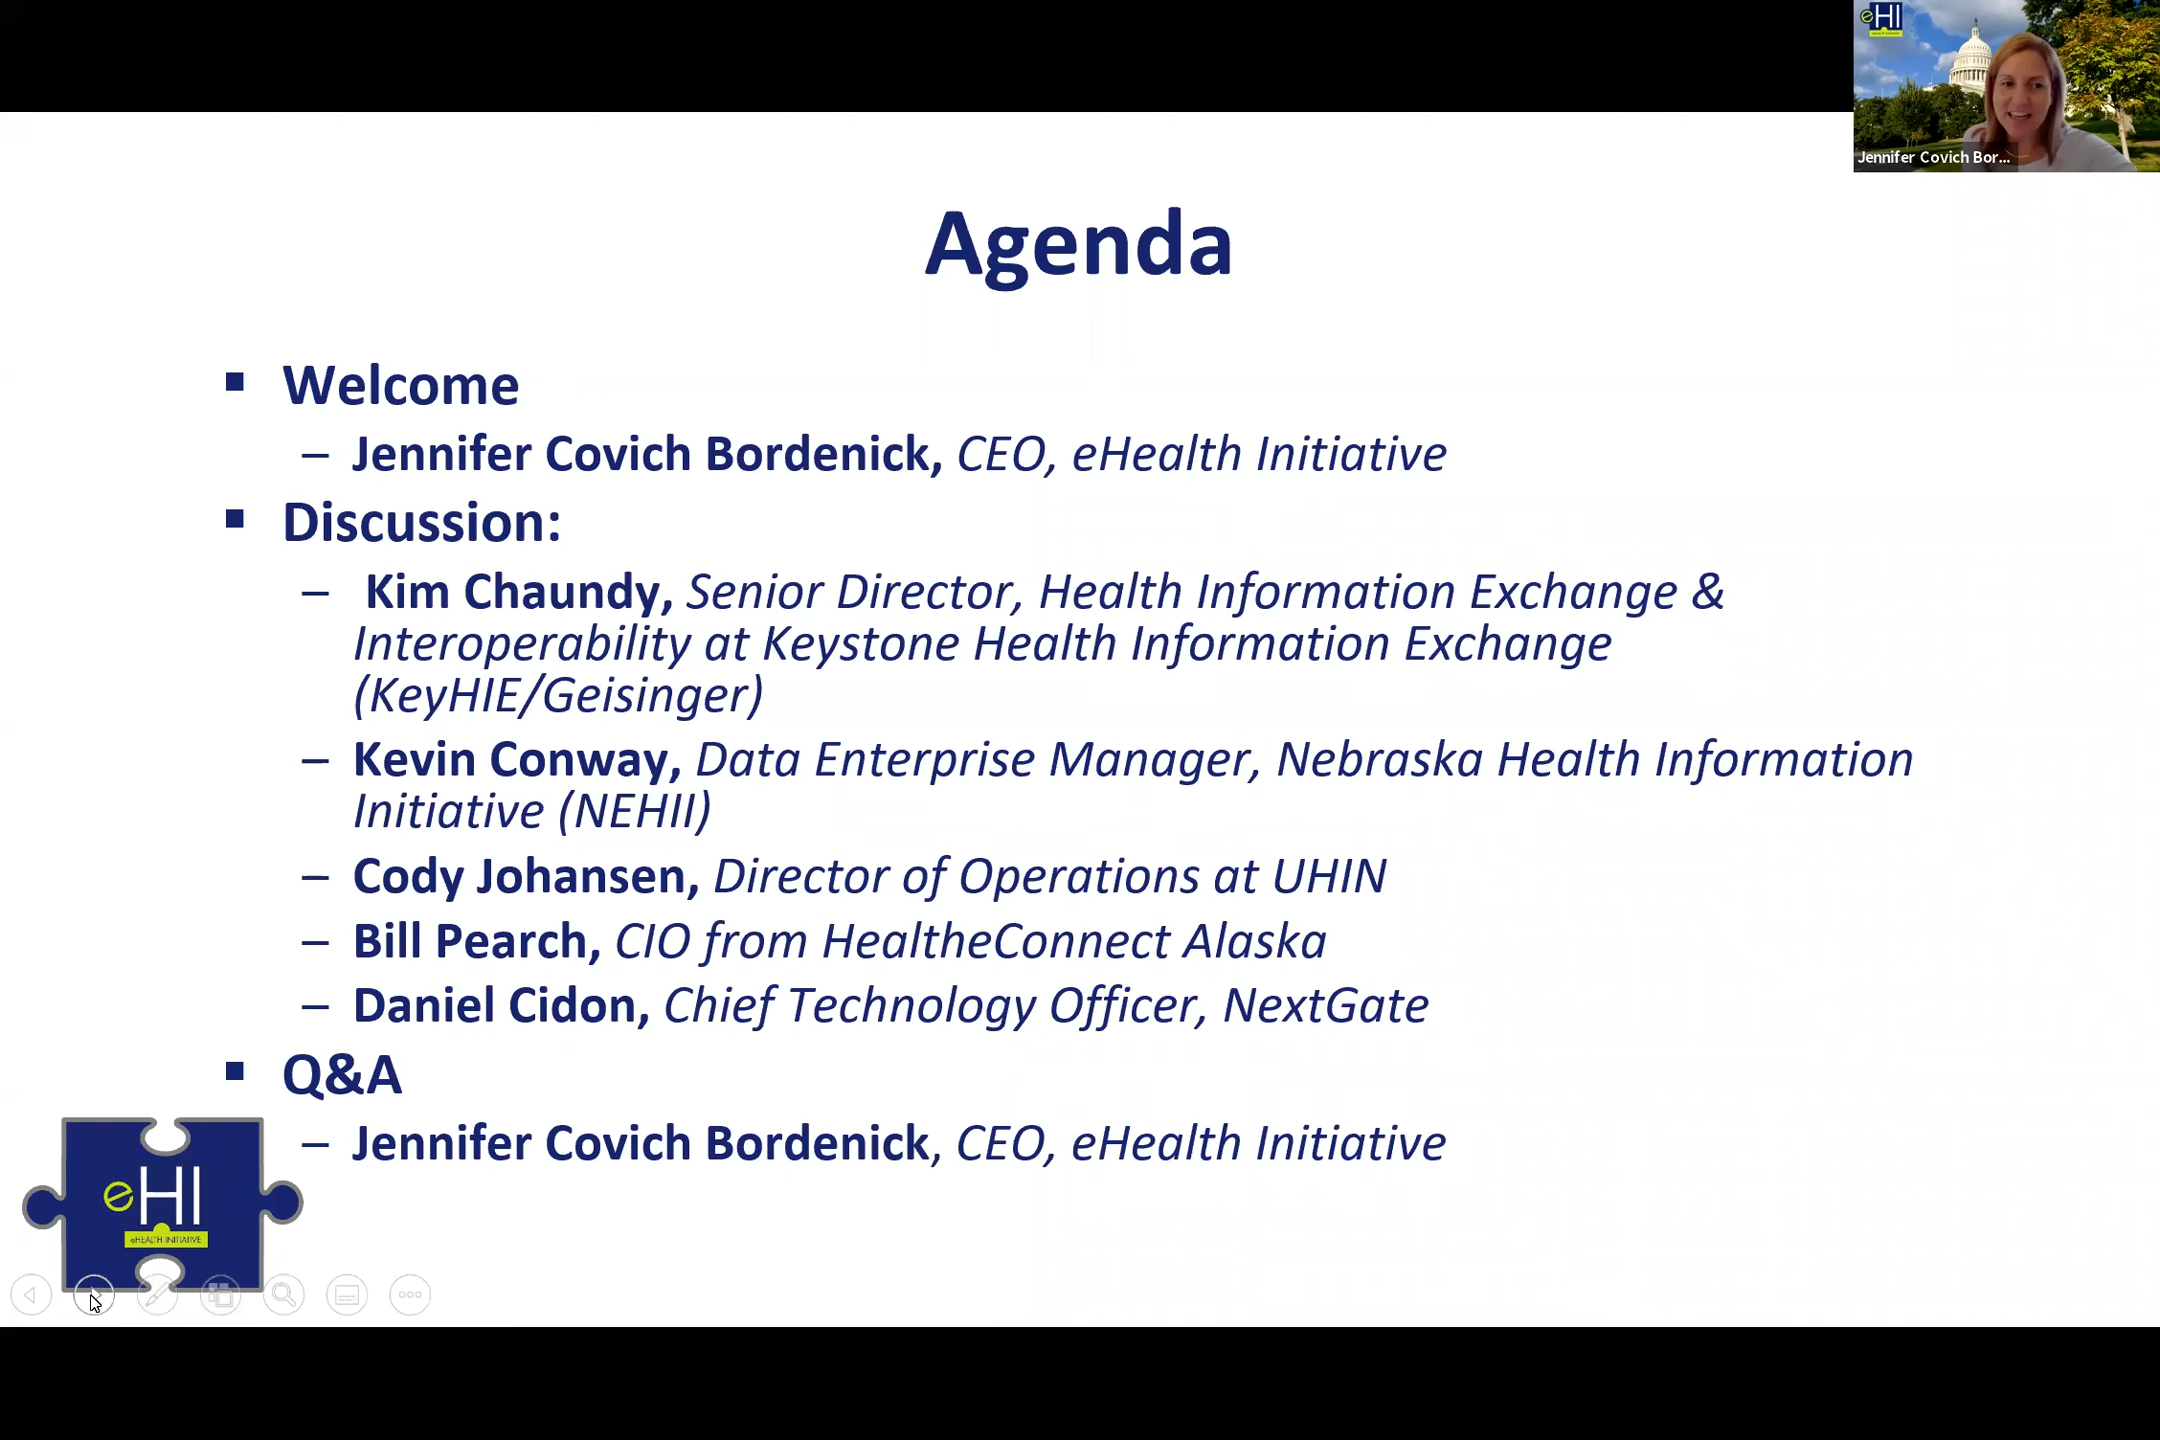 eHI
Jennifer Covich Bor...
Agenda
▪ Welcome
– Jennifer Covich Bordenick, CEO, eHealth Initiative
▪ Discussion:
– Kim Chaundy, Senior Director, Health Information Exchange &
Interoperability at Keystone Health Information Exchange
(KeyHIE/Geisinger)
– Kevin Conway, Data Enterprise Manager, Nebraska Health Information
Initiative (NEHII)
– Cody Johansen, Director of Operations at UHIN
– Bill Pearch, CIO from HealtheConnect Alaska
– Daniel Cidon, Chief Technology Officer, NextGate
▪ Q&A
– Jennifer Covich Bordenick, CEO, eHealth Initiative
eHI
eHEALTH INITIATIVE